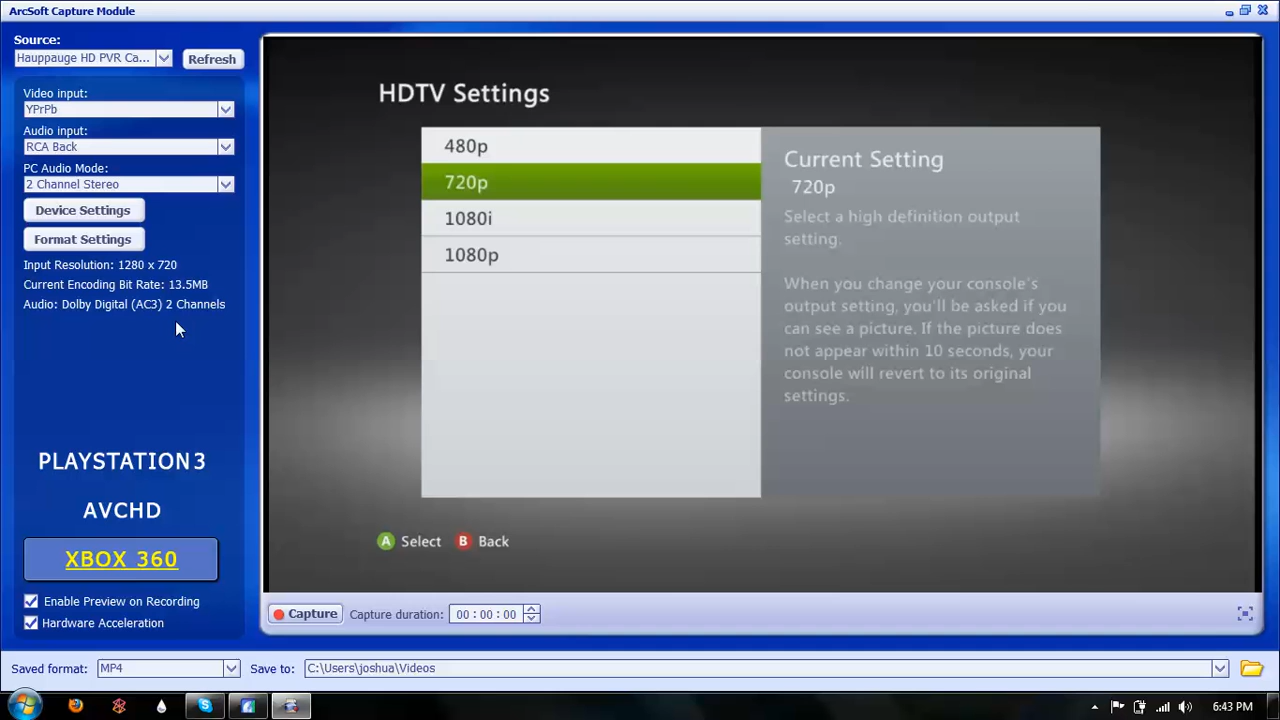 ArcSoft Capture Module
Source:
Hauppauge HD PVR Ca...
Refresh
Video input:
YPrPb
Audio input:
RCA Back
PC Audio Mode:
2 Channel Stereo
Device Settings
Format Settings
Input Resolution: 1280 x 720
Current Encoding Bit Rate: 13.5MB
Audio: Dolby Digital (AC3) 2 Channels
PLAYSTATION3
AVCHD
XBOX 360
Enable Preview on Recording
Hardware Acceleration
HDTV Settings
480p
720p
1080i
1080p
Current Setting
720p
Select a high definition output
setting.
When you change your console's
output setting, you'll be asked if you
can see a picture. If the picture does
not appear within 10 seconds, your
console will revert to its original
settings.
A Select B Back
Capture Capture duration: 00:00:00
Saved format: MP4 Save to: C:\Users\joshua\Videos
6:43 PM